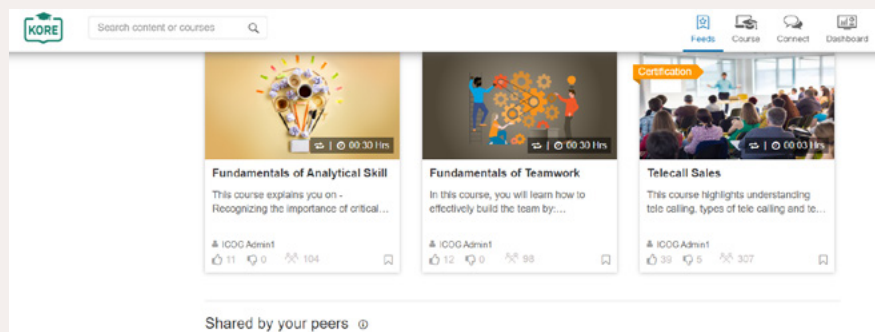 KORE
Search content or courses
Feeds Course Connect Dashboard
Certification
00:30 Hrs
00:30 Hrs
00:03 Hrs
Fundamentals of Analytical Skill
This course explains you on -
Recognizing the importance of critical...
ICOG Admin1
11 0 104
Fundamentals of Teamwork
In this course, you will learn how to
effectively build the team by:...
ICOG Admin1
12 0 98
Telecall Sales
This course highlights understanding
tele calling, types of tele calling and te...
ICOG Admin1
39 5 307
Shared by your peers